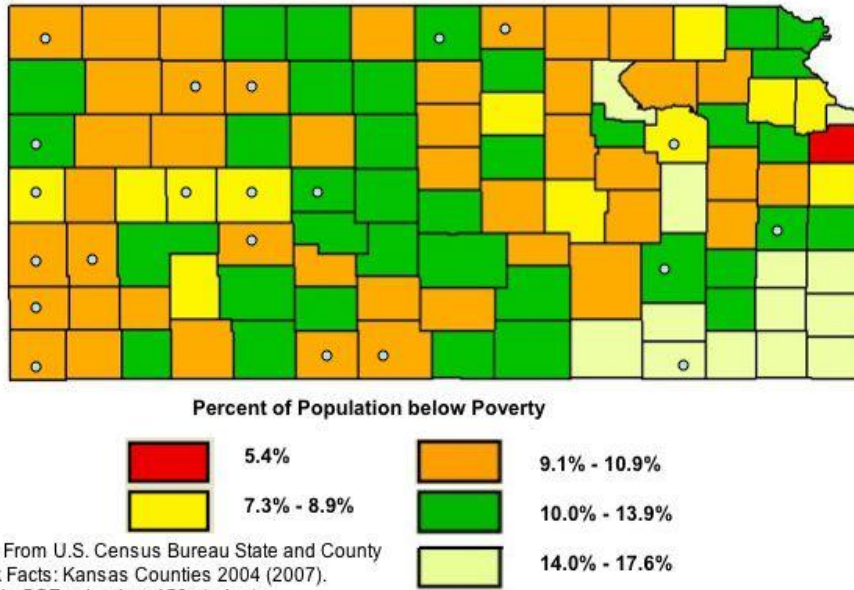 Percent of Population below Poverty
5.4%
7.3% - 8.9%
9.1% - 10.9%
10.0% - 13.9%
14.0% - 17.6%
From U.S. Census Bureau State and County
Facts: Kansas Counties 2004 (2007).